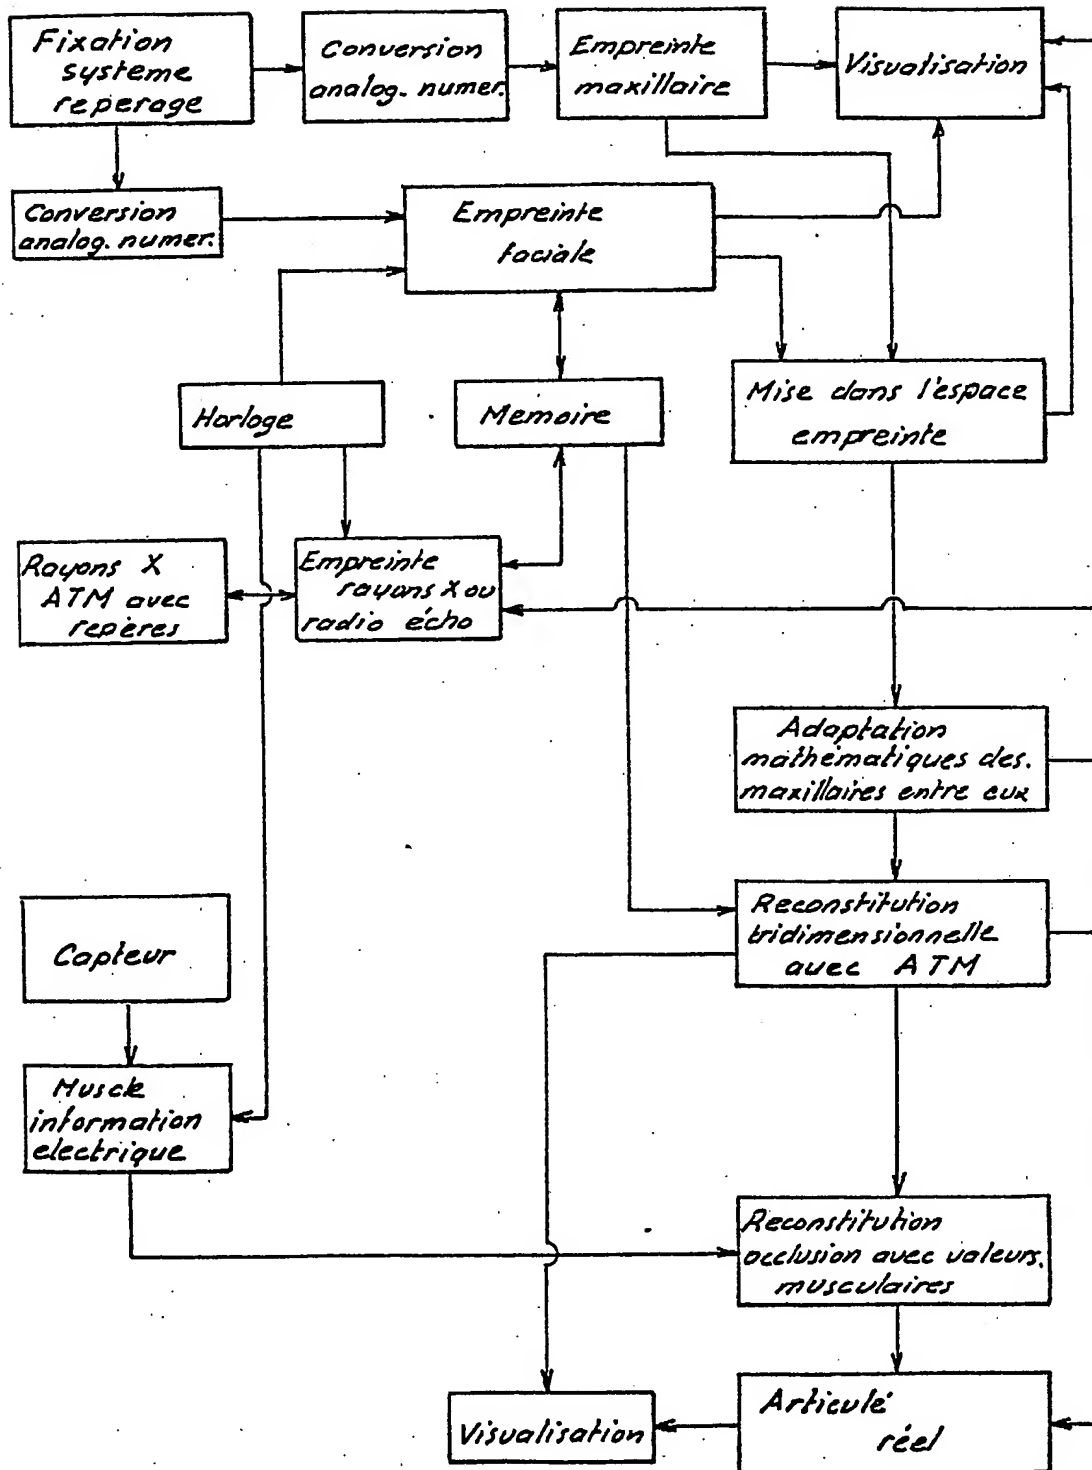 Fixation
systeme
reperage
Conversion
analog. numer.
Empreinte
maxillaire
Visualisation
Conversion
analog. numer.
Empreinte
faciale
Horloge
Mémoire
Mise dans l'espace
empreinte
Rayons X
ATM avec
repères
Empreinte
rayons X ou
radio écho
Adaptation
mathématiques des.
maxillaires entre eux
Capteur
Reconstitution
tridimensionnelle
avec ATM
Muscle
information
electrique
Reconstitution
occlusion avec valeurs.
musculaires
Visualisation
Articulé
réel